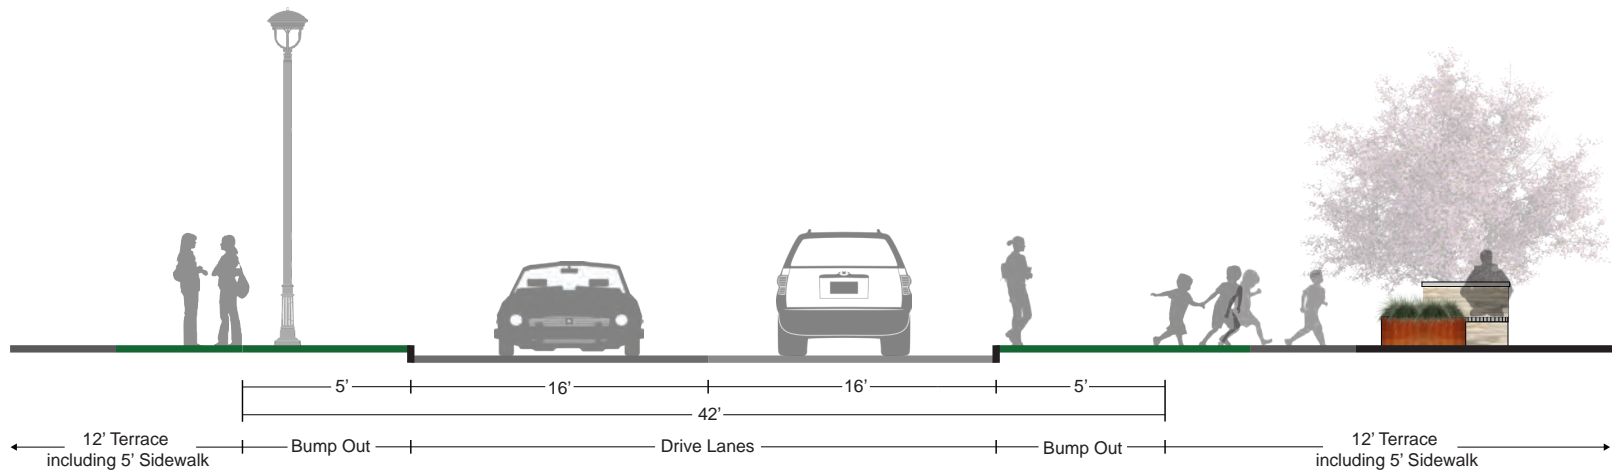 5’
16’
16’
5’
42’
12’ Terrace
including 5’ Sidewalk
Bump Out
Drive Lanes
Bump Out
12’ Terrace
including 5’ Sidewalk